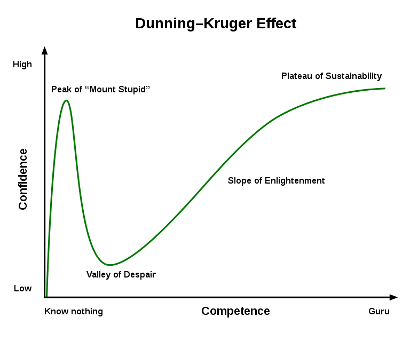 Dunning–Kruger Effect
High
Peak of “Mount Stupid”
Plateau of Sustainability
Confidence
Slope of Enlightenment
Valley of Despair
Low
Know nothing
Competence
Guru